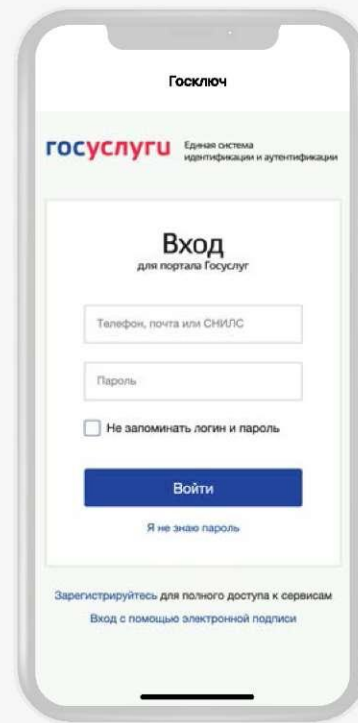 Госключ
госуслуги
Единая система
идентификации и аутентификации
Вход
для портала Госуслуг
Телефон, почта или СНИЛС
Пароль
Не запоминать логин и пароль
Войти
Я не знаю пароль
Зарегистрируйтесь для полного доступа к сервисам
Вход с помощью электронной подписи